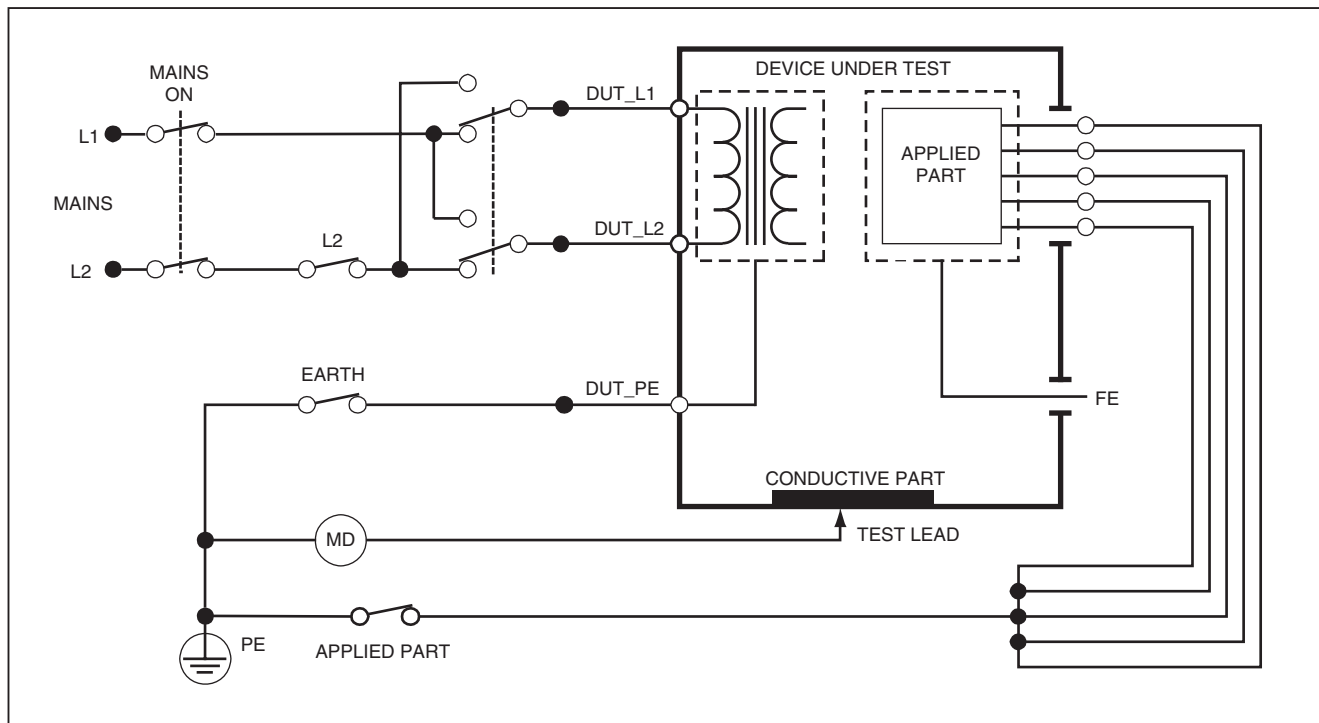 MAINS
ON
L1
MAINS
L2
L2
DUT_L1
DUT_L2
DEVICE UNDER TEST
APPLIED
PART
EARTH
DUT_PE
FE
CONDUCTIVE PART
TEST LEAD
MD
PE
APPLIED PART